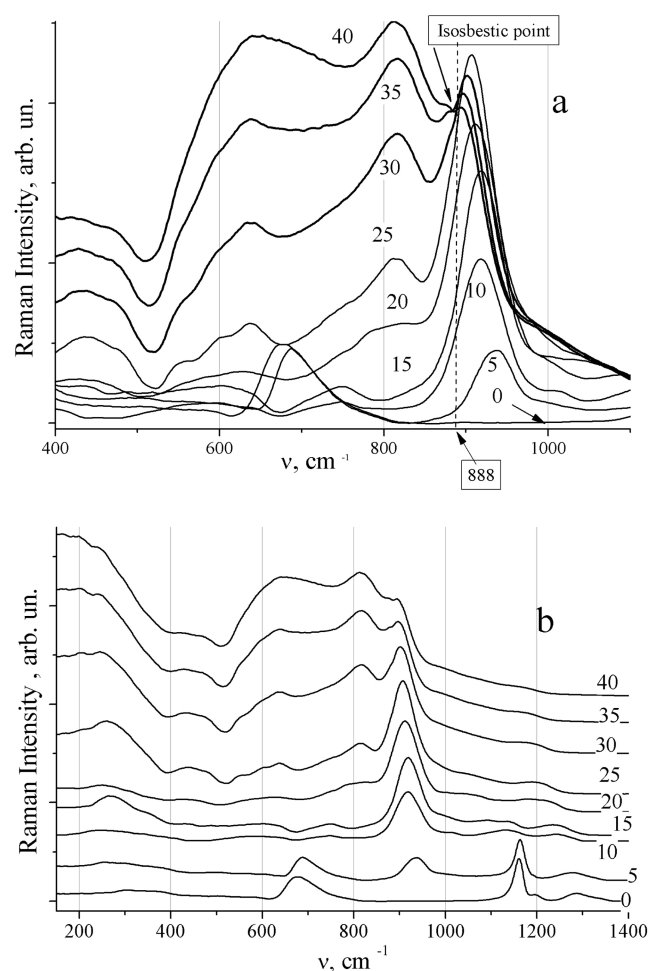 40
Isosbestic point
a
35
30
25
20
10
15
5
0
Raman Intensity, arb. un.
400 600 800 1000
ν, cm -1
888
b
40
35
30
25
20
15
10
5
0
Raman Intensity , arb. un.
200 400 600 800 1000 1200 1400
ν, cm -1